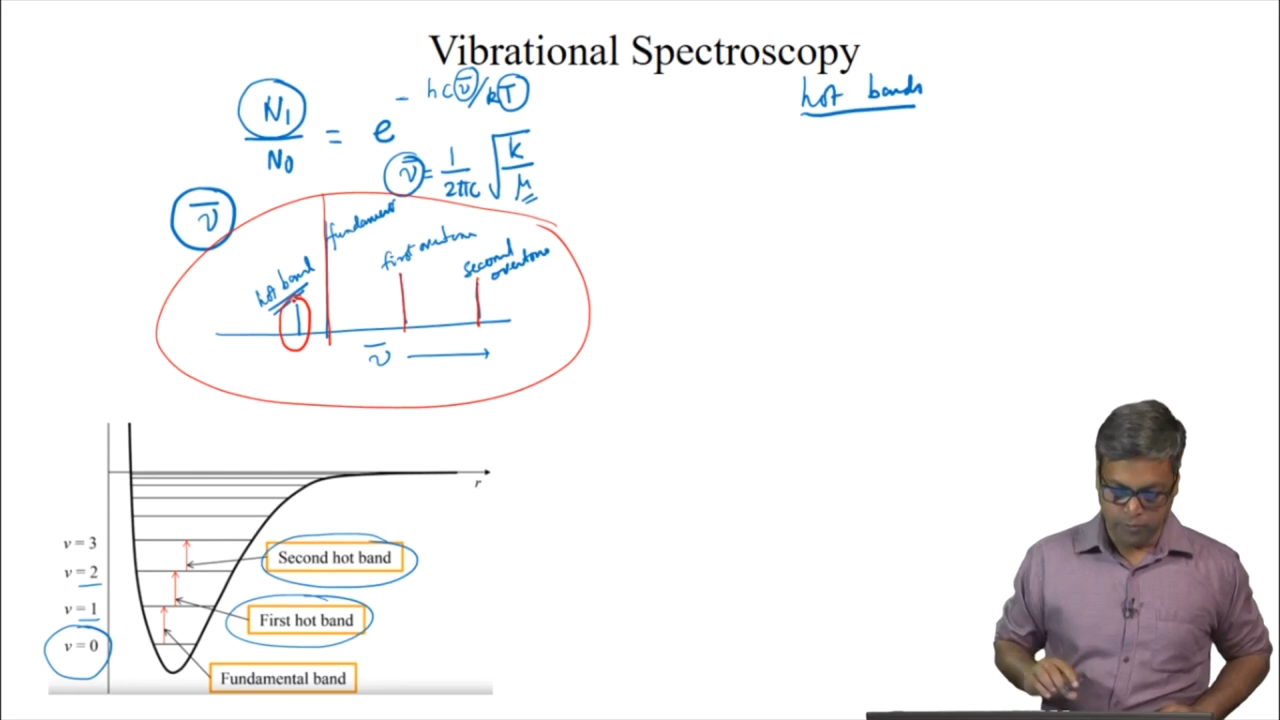 Vibrational Spectroscopy
hot bands
N₁/N₀ = e^(-hcν̄/kT)
ν̄ = 1/2πc √k/μ
ν̄
fundament
first overtone
second
overtone
hot band
ν̄
r
v = 3
Second hot band
v = 2
v = 1
First hot band
v = 0
Fundamental band